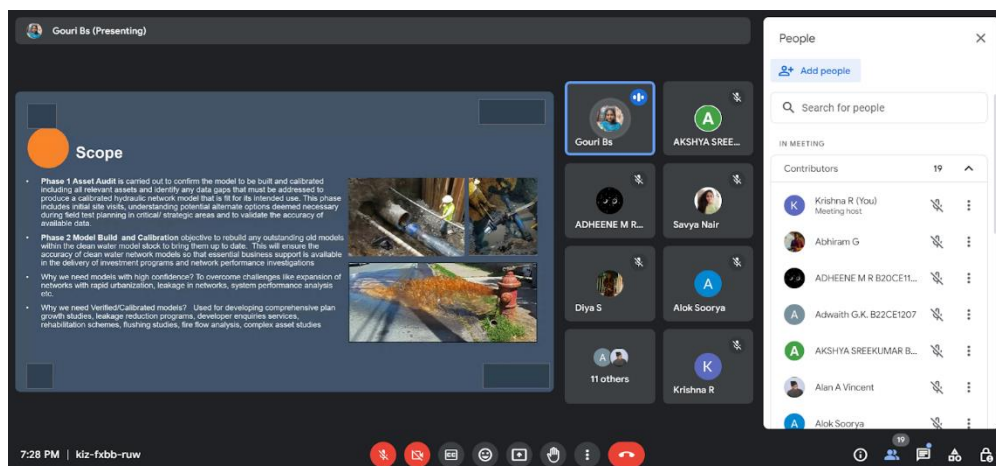 Gouri Bs (Presenting)
Scope
• Phase 1 Asset Audit is carried out to confirm the model to be built and calibrated
including all relevant assets and identify any data gaps that must be addressed to
produce a calibrated hydraulic network model that is fit for its intended use. This phase
includes initial site visits, understanding potential alternate options deemed necessary
during field test planning in critical/ strategic areas and to validate the accuracy of
available data.
• Phase 2 Model Build and Calibration objective to rebuild any outstanding old models
within the clean water model stock to bring them up to date. This will ensure the
accuracy of clean water network models so that essential business support is available
in the delivery of investment programs and network performance investigations
• Why we need models with high confidence? To overcome challenges like expansion of
networks with rapid urbanization, leakage in networks, system performance analysis
etc.
• Why we need Verified/Calibrated models? Used for developing comprehensive plan
growth studies, leakage reduction programs, developer enquiries services,
rehabilitation schemes, flushing studies, fire flow analysis, complex asset studies
Gouri Bs
A
AKSHYA SREE...
ADHEENE M R...
Savya Nair
Diya S
A
Alok Soorya
A
11 others
K
Krishna R
People
Add people
Search for people
IN MEETING
Contributors 19
K
Krishna R (You)
Meeting host
Abhiram G
ADHEENE M R B20CE11...
A
Adwaith G.K. B22CE1207
A
AKSHYA SREEKUMAR B...
Alan A Vincent
A
Alok Soorya
7:28 PM | kiz-fxbb-ruw
CC
19